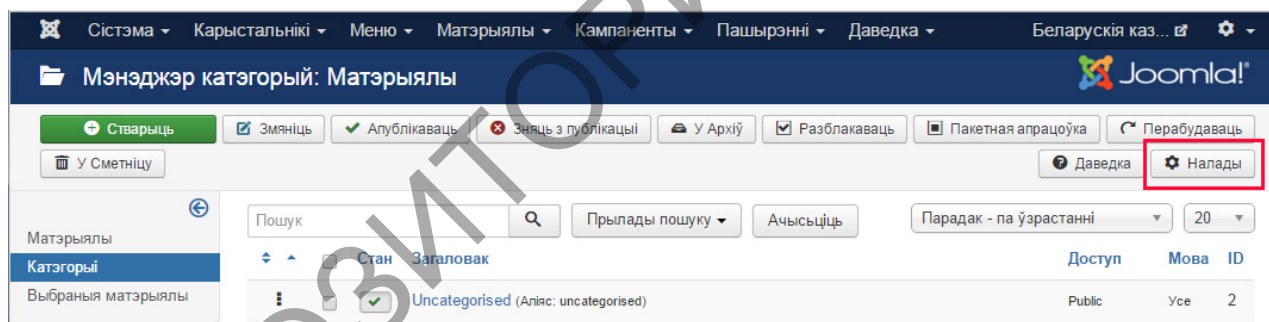 Сістэма Карыстальнікі Меню Матэрыялы Кампаненты Пашырэнні Даведка Беларускія каз...
Мэнэджэр катэгорый: Матэрыялы Joomla!®
Стварыць Змяніць Апублікаваць Зняць з публікацыі У Архіў Разблакаваць Пакетная апрацоўка Перабудаваць
У Сметніцу Даведка Налады
Пошук Прылады пошуку Ачысьціць Парадак - па ўзрастанні 20
Матэрыялы
Катэгорыі
Выбраныя матэрыялы
Стан Загаловак Доступ Мова ID
Uncategorised (Аліяс: uncategorised) Public Усе 2
ЗИТОРИ